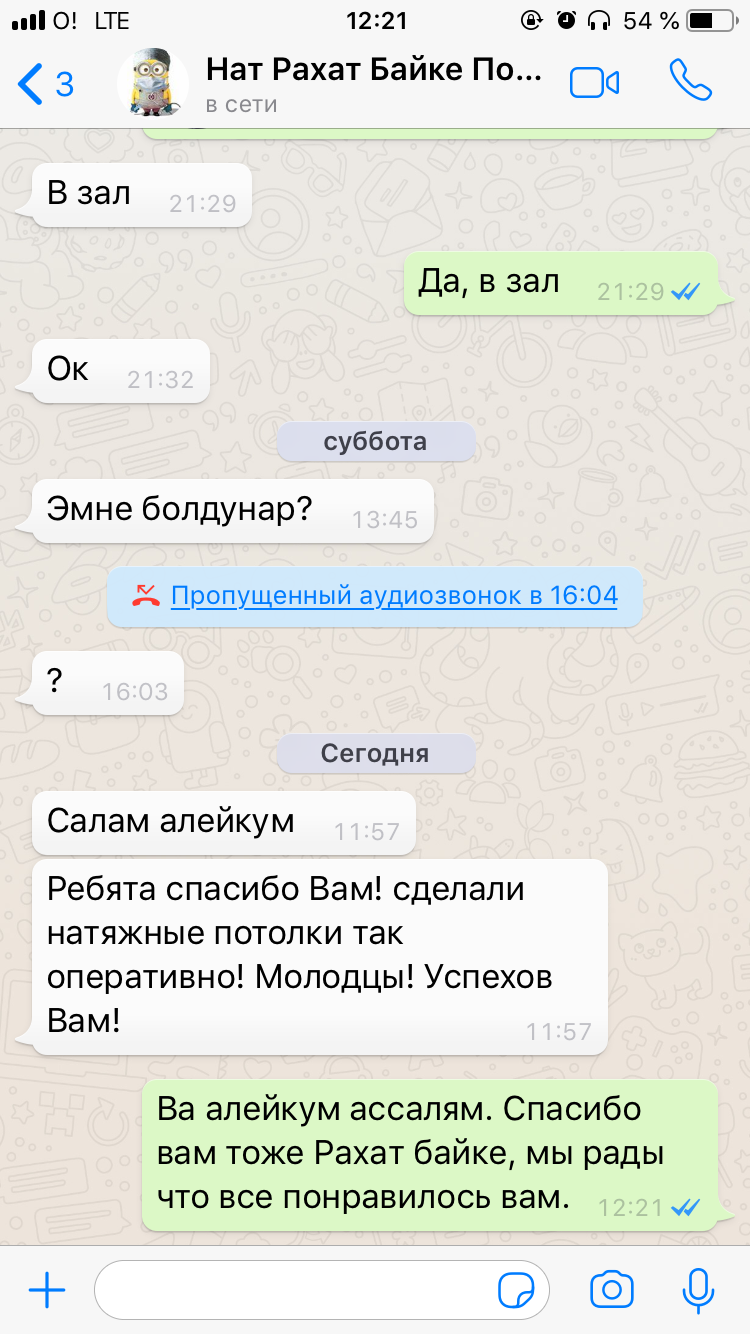 О! LTE 12:21 54 %
3 Нат Рахат Байке По...
в сети
В зал 21:29
Да, в зал 21:29
Ок 21:32
суббота
Эмне болдунар? 13:45
Пропущенный аудиозвонок в 16:04
? 16:03
Сегодня
Салам алейкум 11:57
Ребята спасибо Вам! сделали
натяжные потолки так
оперативно! Молодцы! Успехов
Вам! 11:57
Ва алейкум ассалям. Спасибо
вам тоже Рахат байке, мы рады
что все понравилось вам. 12:21